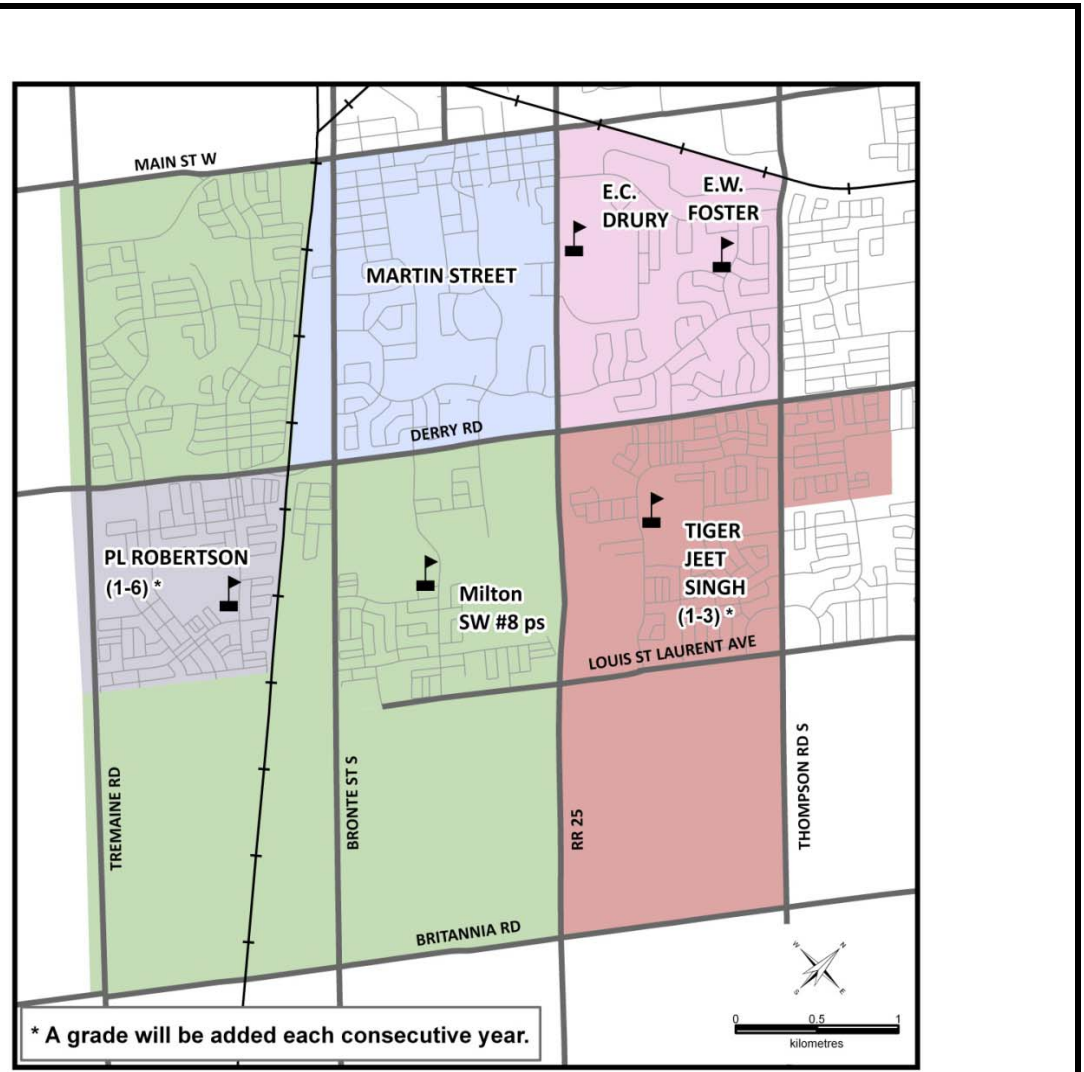 MAIN ST W
E.C.
DRURY
E.W.
FOSTER
MARTIN STREET
DERRY RD
PL ROBERTSON
(1-6) *
Milton
SW #8 ps
TIGER
JEET
SINGH
(1-3) *
LOUIS ST LAURENT AVE
TREMAINE RD
BRONTE ST S
RR 25
THOMPSON RD S
BRITANNIA RD
W
N
S
E
0
0.5
1
kilometres
* A grade will be added each consecutive year.